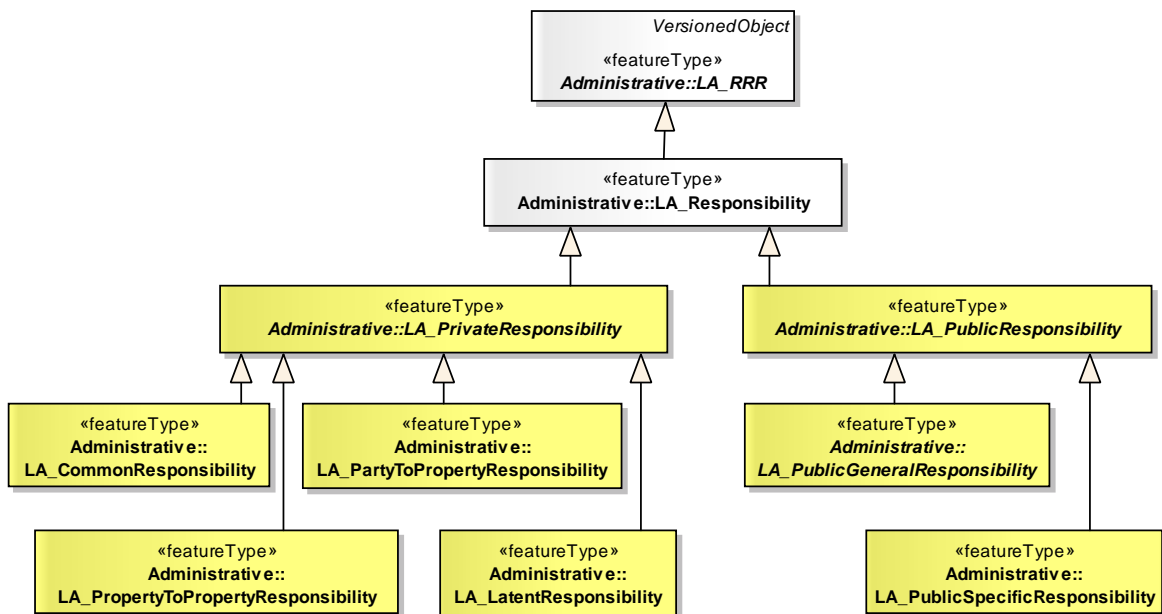 VersionedObject
«featureType»
Administrative::LA_RRR
«featureType»
Administrative::LA_Responsibility
«featureType»
Administrative::LA_PrivateResponsibility
«featureType»
Administrative::LA_PublicResponsibility
«featureType»
Administrative::
LA_CommonResponsibility
«featureType»
Administrative::
LA_PartyToPropertyResponsibility
«featureType»
Administrative::
LA_PublicGeneralResponsibility
«featureType»
Administrative::
LA_PropertyToPropertyResponsibility
«featureType»
Administrative::
LA_LatentResponsibility
«featureType»
Administrative::
LA_PublicSpecificResponsibility